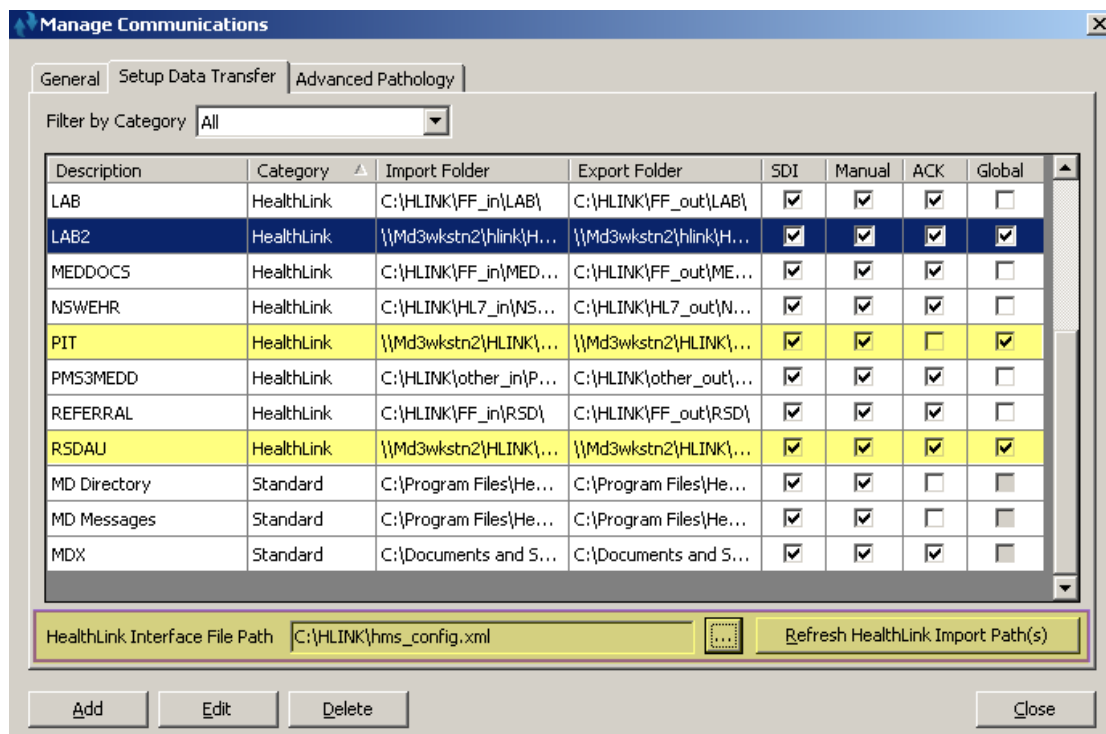 Manage Communications
General Setup Data Transfer Advanced Pathology
Filter by Category All
Description Category Import Folder Export Folder SDI Manual ACK Global
LAB HealthLink C:\HLINK\FF_in\LAB\ C:\HLINK\FF_out\LAB\
LAB2 HealthLink \\Md3wkstn2\hlink\H... \\Md3wkstn2\hlink\H...
MEDDOCS HealthLink C:\HLINK\FF_in\MED... C:\HLINK\FF_out\ME...
NSWEHR HealthLink C:\HLINK\HL7_in\NS... C:\HLINK\HL7_out\N...
PIT HealthLink \\Md3wkstn2\HLINK\... \\Md3wkstn2\HLINK\...
PMS3MEDD HealthLink C:\HLINK\other_in\P... C:\HLINK\other_out\...
REFERRAL HealthLink C:\HLINK\FF_in\RSD\ C:\HLINK\FF_out\RSD\
RSDAU HealthLink \\Md3wkstn2\HLINK\... \\Md3wkstn2\HLINK\...
MD Directory Standard C:\Program Files\He... C:\Program Files\He...
MD Messages Standard C:\Program Files\He... C:\Program Files\He...
MDX Standard C:\Documents and S... C:\Documents and S...
HealthLink Interface File Path C:\HLINK\hms_config.xml ... Refresh HealthLink Import Path(s)
Add Edit Delete Close